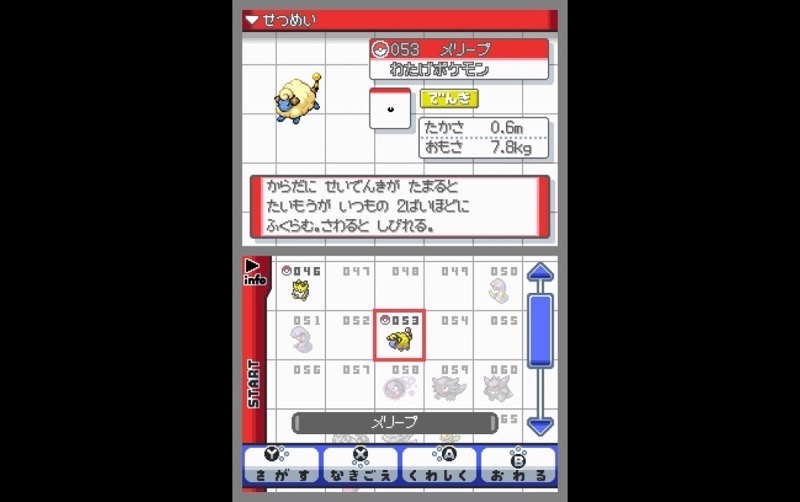 せつめい
053 メリープ
わたげポケモン
でんき
たかさ 0.6m
おもさ 7.8kg
からだに せいでんきが たまると
たいもうが いつもの 2ばいほどに
ふくらむ。さわると しびれる。
info
START
046 047 048 049 050
051 052 053 054 055
056 057 058 059 060
65
メリープ
Y X A B
さがす なきごえ くわしく おわる